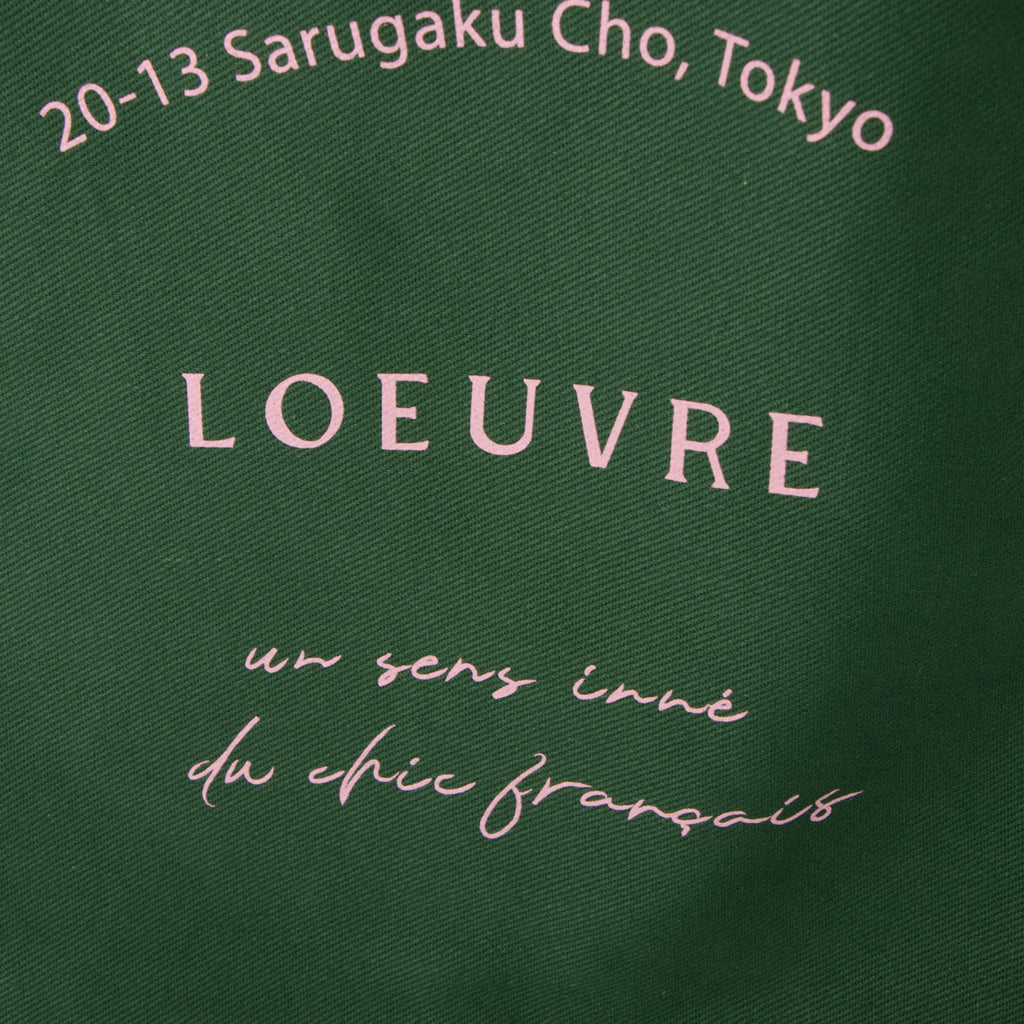 20-13 Sarugaku Cho, Tokyo
LOEUVRE
un sens inné
du chic français